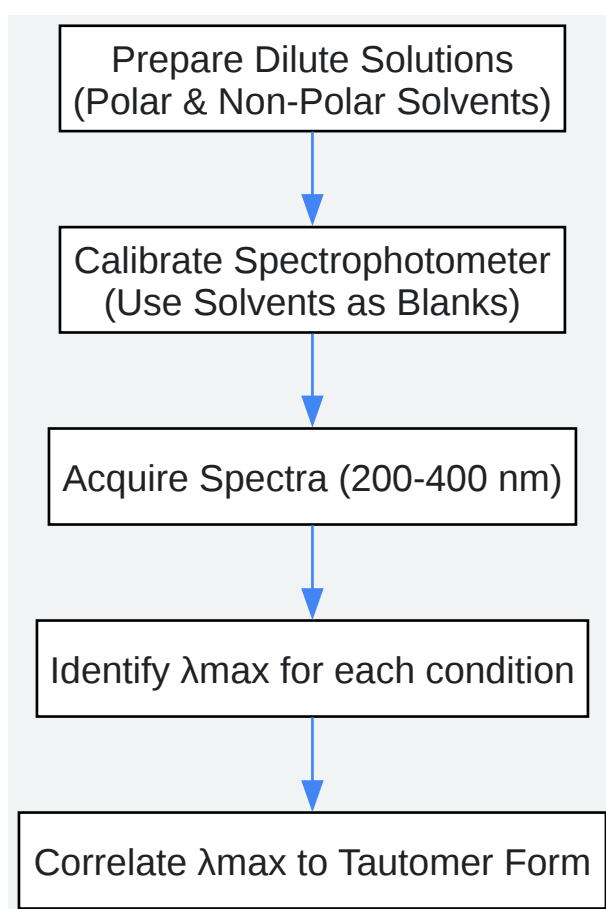 Prepare Dilute Solutions
(Polar & Non-Polar Solvents)
Calibrate Spectrophotometer
(Use Solvents as Blanks)
Acquire Spectra (200-400 nm)
Identify λmax for each condition
Correlate λmax to Tautomer Form